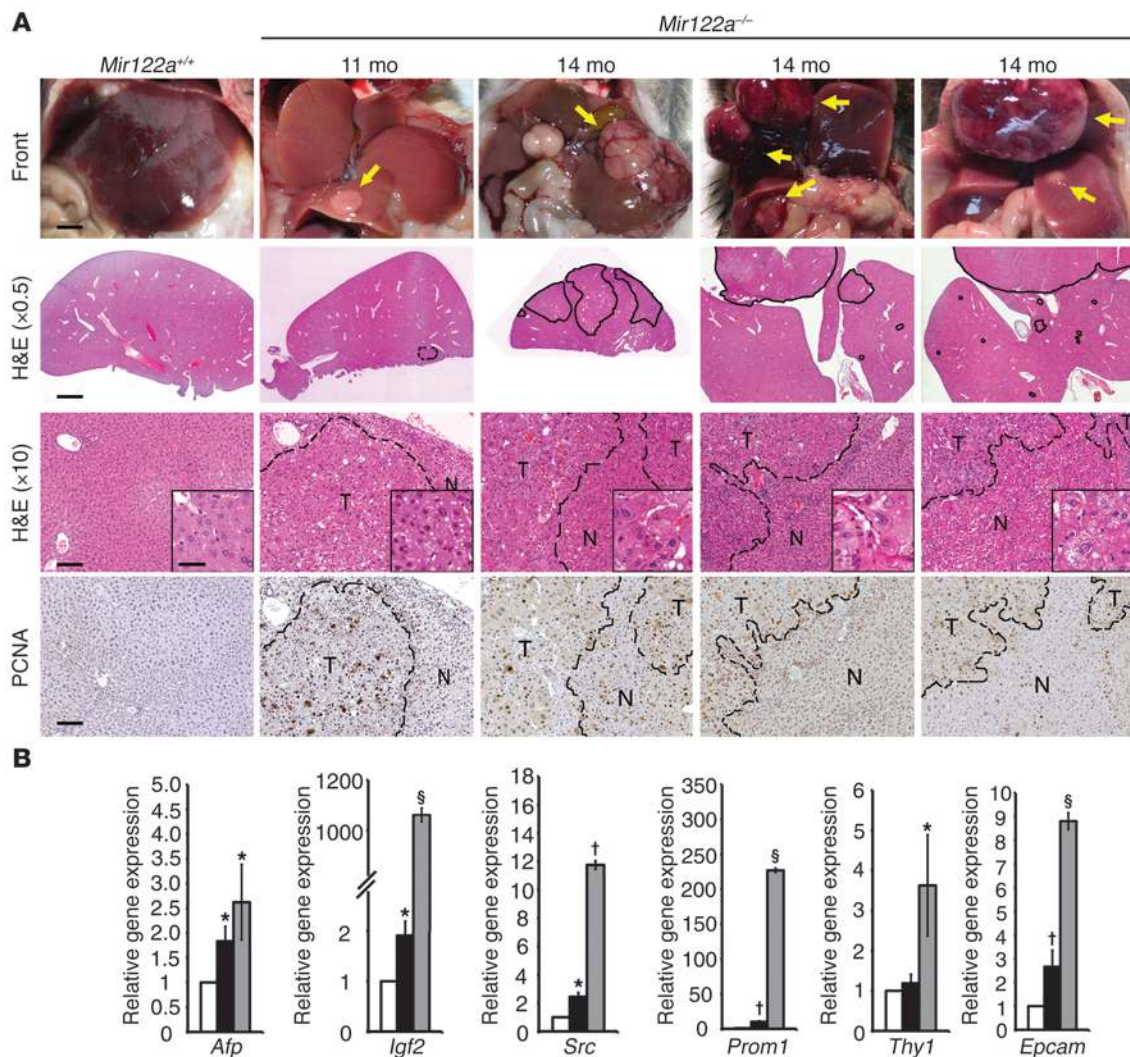 A
Mir122a–/–
Mir122a+/+
11 mo
14 mo
14 mo
14 mo
Front
H&E (×0.5)
H&E (×10)
T
N
T
N
T
N
T
N
PCNA
T
N
T
T
N
T
N
T
T
N
B
Relative gene expression
5.0
4.5
4.0
3.5
3.0
2.5
2.0
1.5
1.0
0.5
0
*
*
Afp
Relative gene expression
1200
1000
2
1
0
*
§
Igf2
Relative gene expression
18
16
14
12
10
8
6
4
2
0
*
†
Src
Relative gene expression
350
300
250
200
150
100
50
0
†
§
Prom1
Relative gene expression
6
5
4
3
2
1
0
*
Thy1
Relative gene expression
10
9
8
7
6
5
4
3
2
1
0
†
§
Epcam